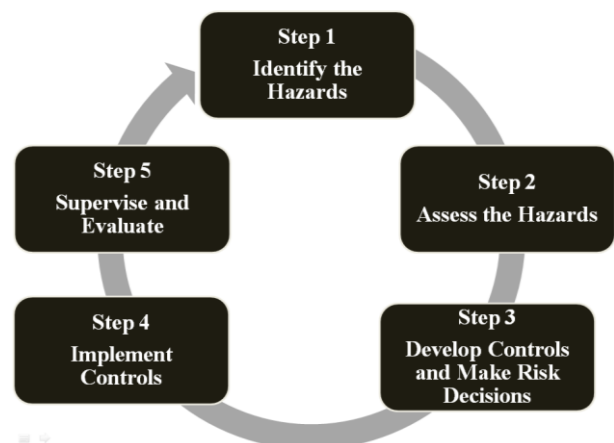 Step 1
Identify the
Hazards
Step 2
Assess the Hazards
Step 3
Develop Controls
and Make Risk
Decisions
Step 4
Implement
Controls
Step 5
Supervise and
Evaluate